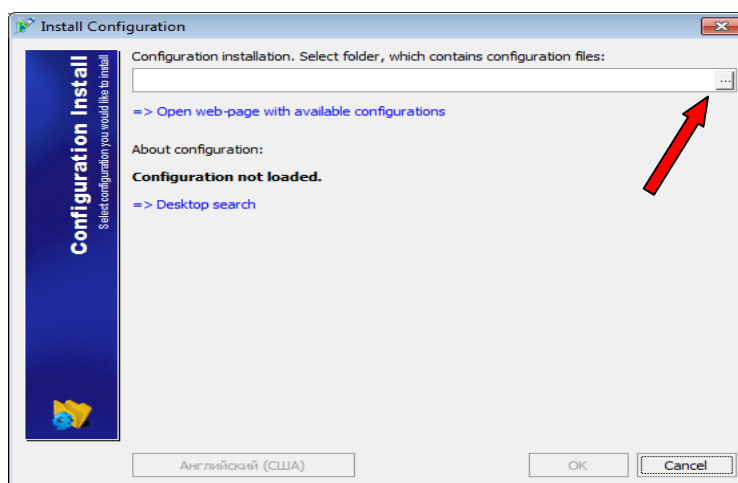 Install Configuration
Configuration Install
Select configuration you would like to install
Configuration installation. Select folder, which contains configuration files:
...
=> Open web-page with available configurations
About configuration:
Configuration not loaded.
=> Desktop search
Английский (США)
OK
Cancel